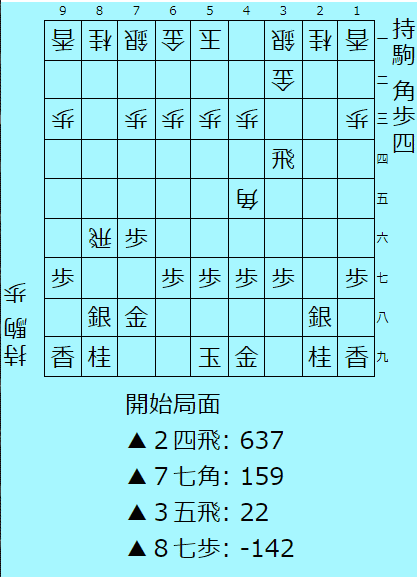 9 8 7 6 5 4 3 2 1
香 桂 銀 金 玉 銀 桂 香 一
金 二
歩 歩 歩 歩 歩 歩 三
飛 四
角 五
飛 歩 六
歩 歩 歩 歩 歩 歩 七
銀 金 銀 八
香 桂 玉 金 桂 香 九
持駒 角歩四
持駒 歩
開始局面
▲2四飛: 637
▲7七角: 159
▲3五飛: 22
▲8七歩: -142